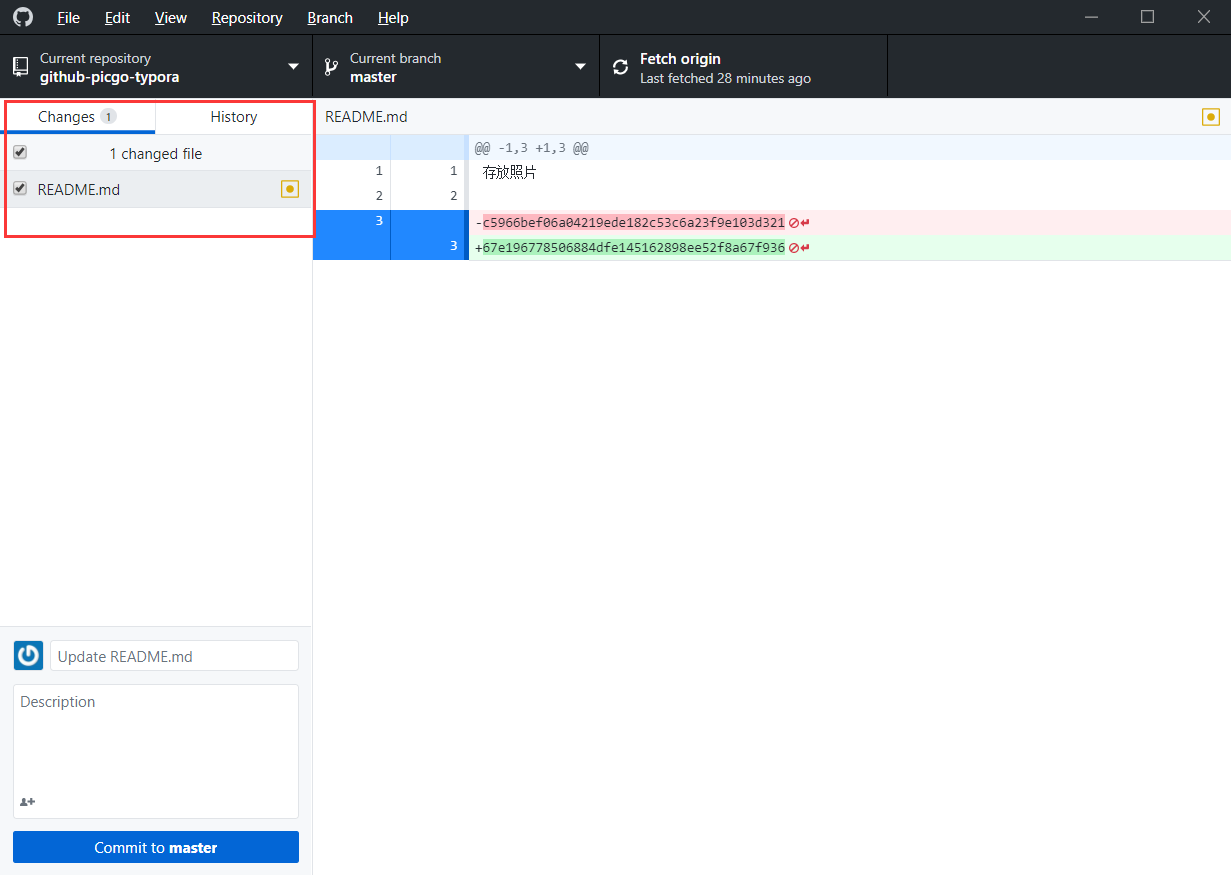 File Edit View Repository Branch Help
Current repository
github-picgo-typora
Current branch
master
Fetch origin
Last fetched 28 minutes ago
Changes 1 History
1 changed file
README.md
README.md
@@ -1,3 +1,3 @@
1 1 存放照片
2 2
3 -c5966bef06a04219ede182c53c6a23f9e103d321
3 +67e196778506884dfe145162898ee52f8a67f936
Update README.md
Description
Commit to master